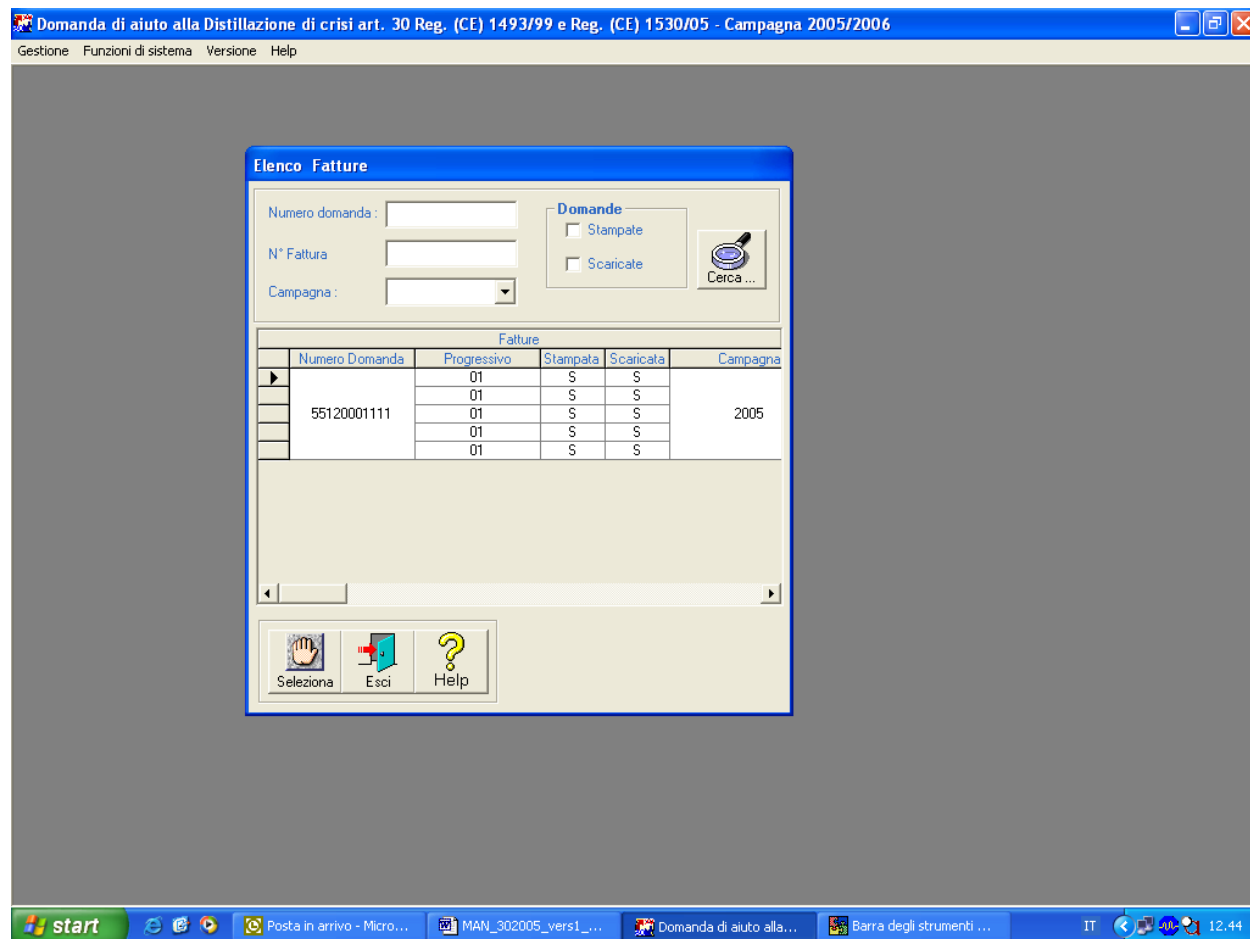 Domanda di aiuto alla Distillazione di crisi art. 30 Reg. (CE) 1493/99 e Reg. (CE) 1530/05 - Campagna 2005/2006
Gestione Funzioni di sistema Versione Help
Elenco Fatture
Numero domanda :
Domande
Stampate
N° Fattura
Scaricate
Cerca ...
Campagna :
Fatture
Numero Domanda Progressivo Stampata Scaricata Campagna
01 S S
01 S S
55120001111 01 S S 2005
01 S S
01 S S
Seleziona Esci Help
start Posta in arrivo - Micro... MAN_302005_vers1_... Domanda di aiuto alla... Barra degli strumenti ... IT 12.44